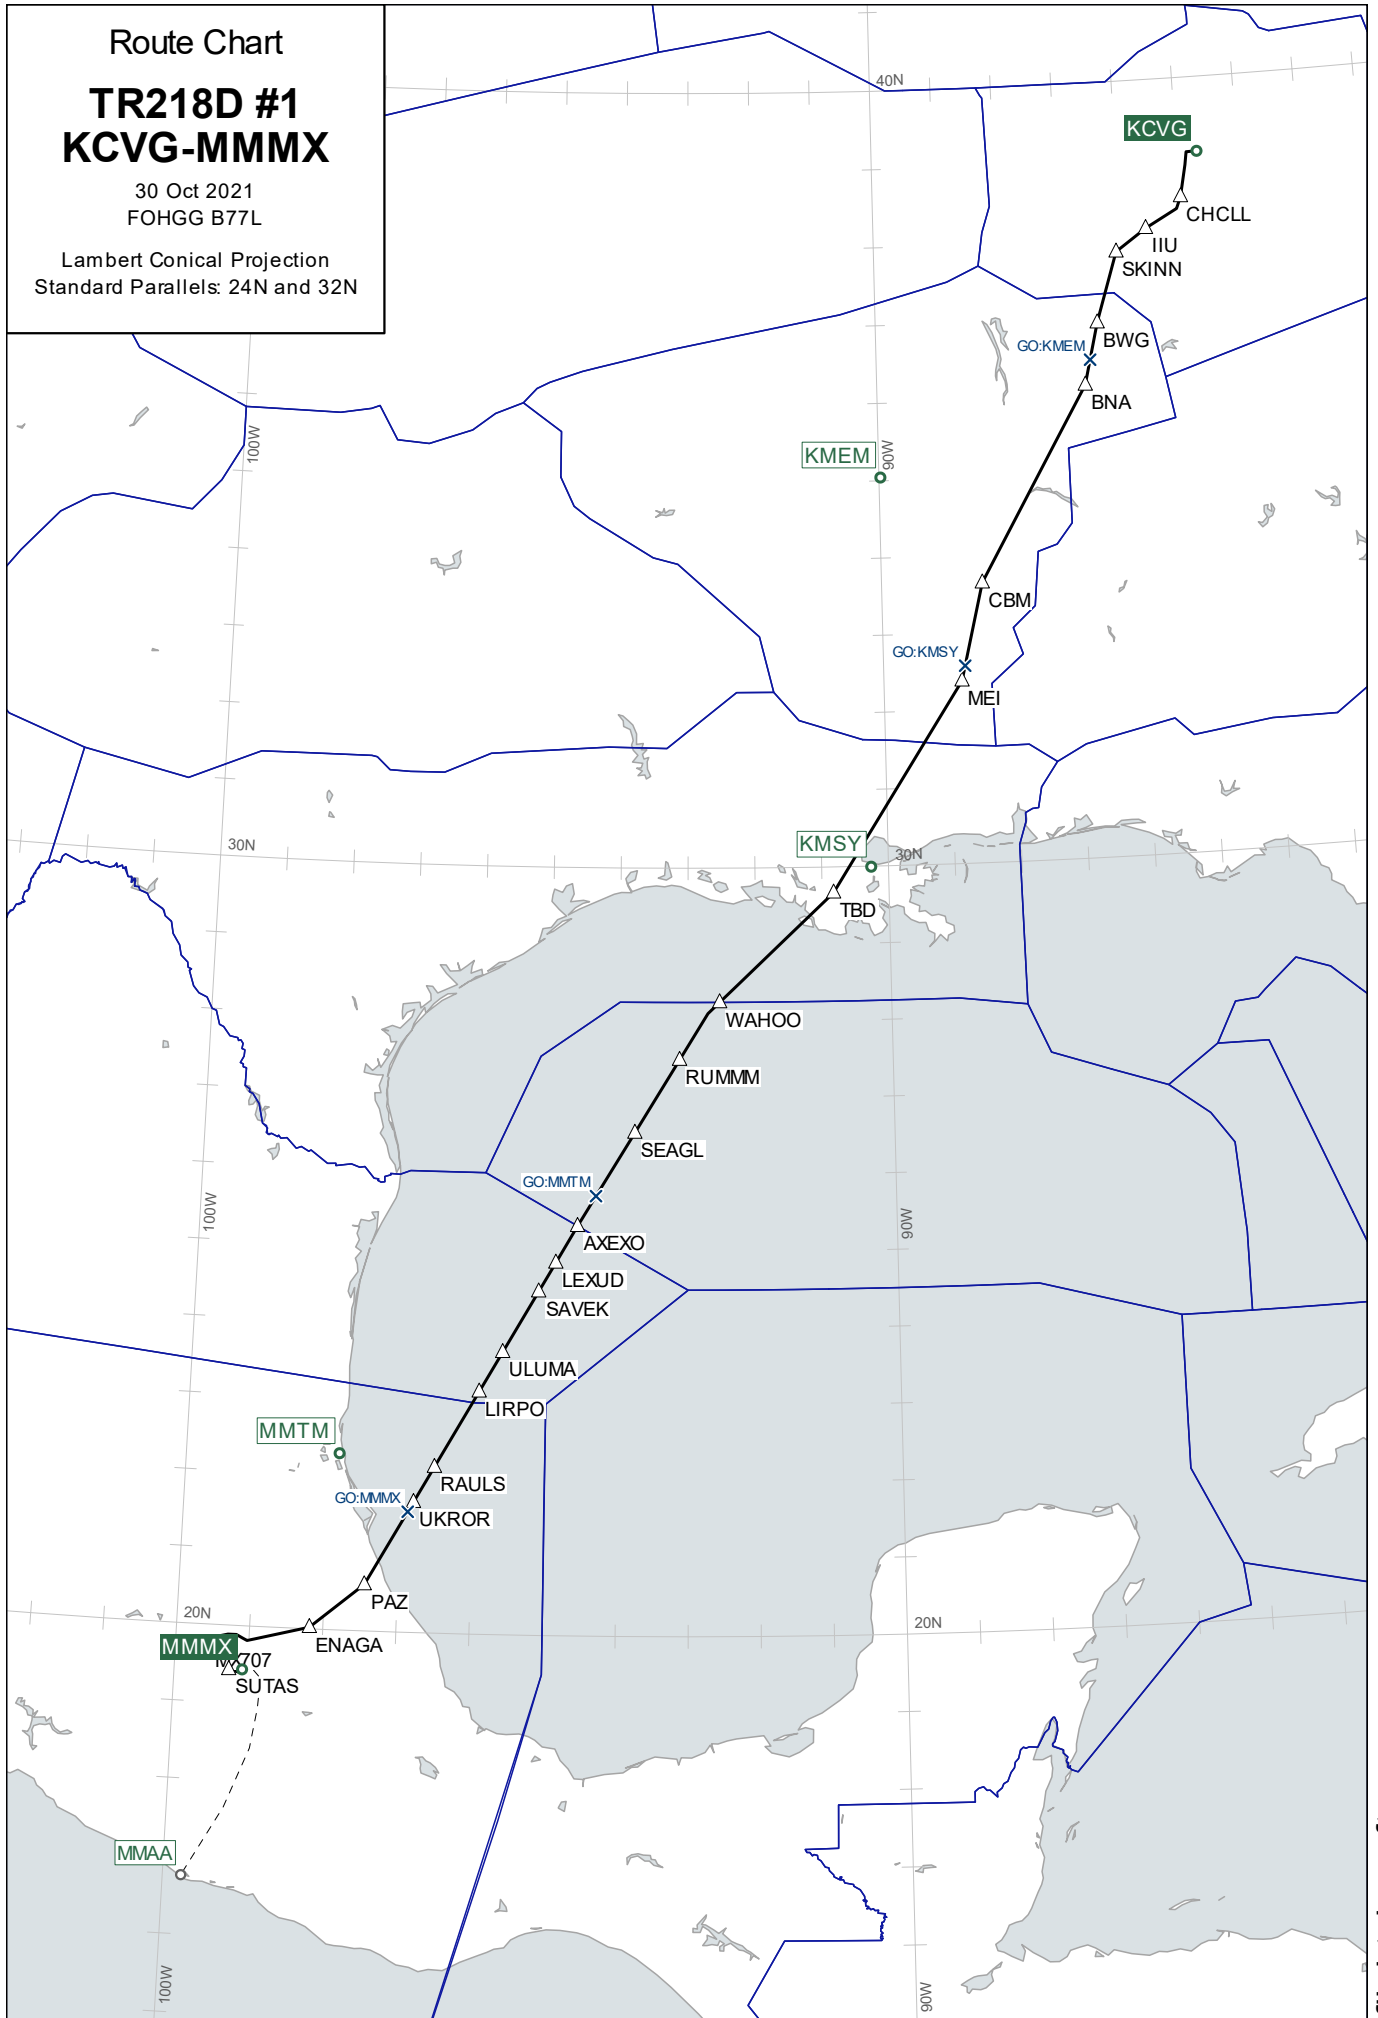 Route Chart
TR218D #1
KCVG-MMMX
30 Oct 2021
FOHGG B77L
Lambert Conical Projection
Standard Parallels: 24N and 32N
40N
KCVG
CHCLL
IIU
SKINN
BWG
GO:KMEM
BNA
100W
KMEM
90W
CBM
GO:KMSY
MEI
30N
KMSY
30N
TBD
WAHOO
RUMMM
SEAGL
GO:MMTM
100W
90W
AXEXO
LEXUD
SAVEK
ULUMA
LIRPO
MMTM
RAULS
GO:MMMX
UKROR
PAZ
20N
20N
ENAGA
MMMX
MX707
SUTAS
MMAA
100W
90W